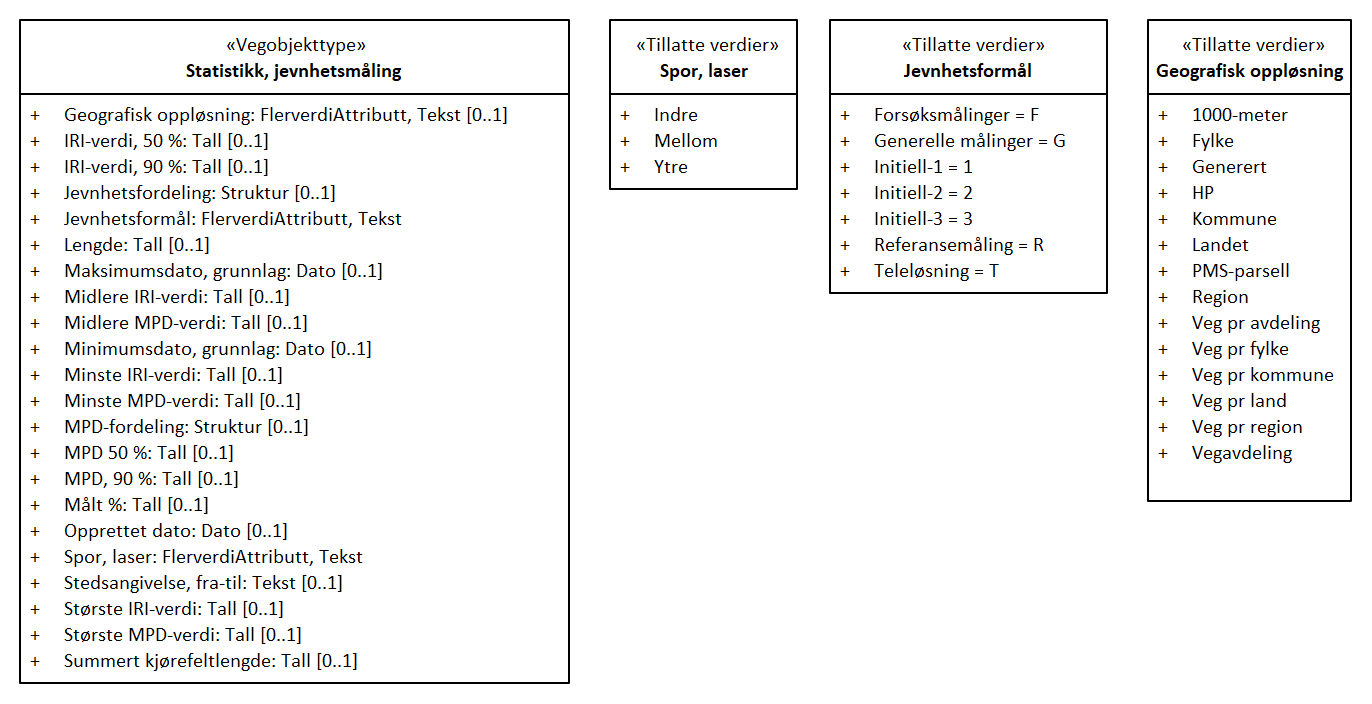 «Vegobjekttype»
Statistikk, jevnhetsmåling
+ Geografisk oppløsning: FlerverdiAttributt, Tekst [0..1]
+ IRI-verdi, 50 %: Tall [0..1]
+ IRI-verdi, 90 %: Tall [0..1]
+ Jevnhetsfordeling: Struktur [0..1]
+ Jevnhetsformål: FlerverdiAttributt, Tekst
+ Lengde: Tall [0..1]
+ Maksimumsdato, grunnlag: Dato [0..1]
+ Midlere IRI-verdi: Tall [0..1]
+ Midlere MPD-verdi: Tall [0..1]
+ Minimumsdato, grunnlag: Dato [0..1]
+ Minste IRI-verdi: Tall [0..1]
+ Minste MPD-verdi: Tall [0..1]
+ MPD-fordeling: Struktur [0..1]
+ MPD 50 %: Tall [0..1]
+ MPD, 90 %: Tall [0..1]
+ Målt %: Tall [0..1]
+ Opprettet dato: Dato [0..1]
+ Spor, laser: FlerverdiAttributt, Tekst
+ Stedsangivelse, fra-til: Tekst [0..1]
+ Største IRI-verdi: Tall [0..1]
+ Største MPD-verdi: Tall [0..1]
+ Summert kjørefeltlengde: Tall [0..1]
«Tillatte verdier»
Spor, laser
+ Indre
+ Mellom
+ Ytre
«Tillatte verdier»
Jevnhetsformål
+ Forsøksmålinger = F
+ Generelle målinger = G
+ Initiell-1 = 1
+ Initiell-2 = 2
+ Initiell-3 = 3
+ Referansemåling = R
+ Teleløsning = T
«Tillatte verdier»
Geografisk oppløsning
+ 1000-meter
+ Fylke
+ Generert
+ HP
+ Kommune
+ Landet
+ PMS-parsell
+ Region
+ Veg pr avdeling
+ Veg pr fylke
+ Veg pr kommune
+ Veg pr land
+ Veg pr region
+ Vegavdeling